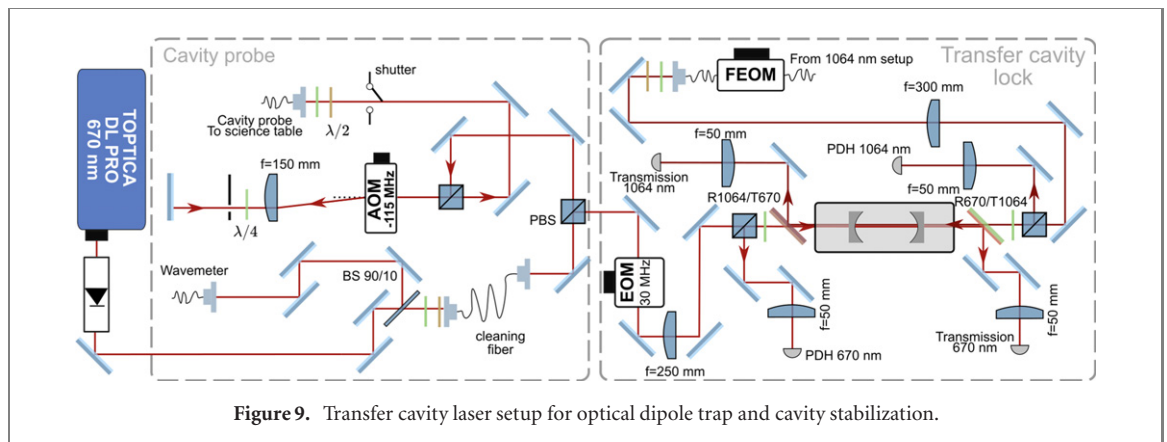 Cavity probe
Transfer cavity
lock
TOPTICA
DL PRO
670 nm
shutter
Cavity probe
To science table
λ/2
f=150 mm
AOM
-115 MHz
λ/4
PBS
Wavemeter
BS 90/10
cleaning
fiber
FEOM
From 1064 nm setup
f=300 mm
f=50 mm
Transmission
1064 nm
PDH 1064 nm
f=50 mm
R1064/T670
R670/T1064
EOM
30 MHz
f=250 mm
f=50 mm
PDH 670 nm
Transmission
670 nm
f=50 mm
Figure 9. Transfer cavity laser setup for optical dipole trap and cavity stabilization.